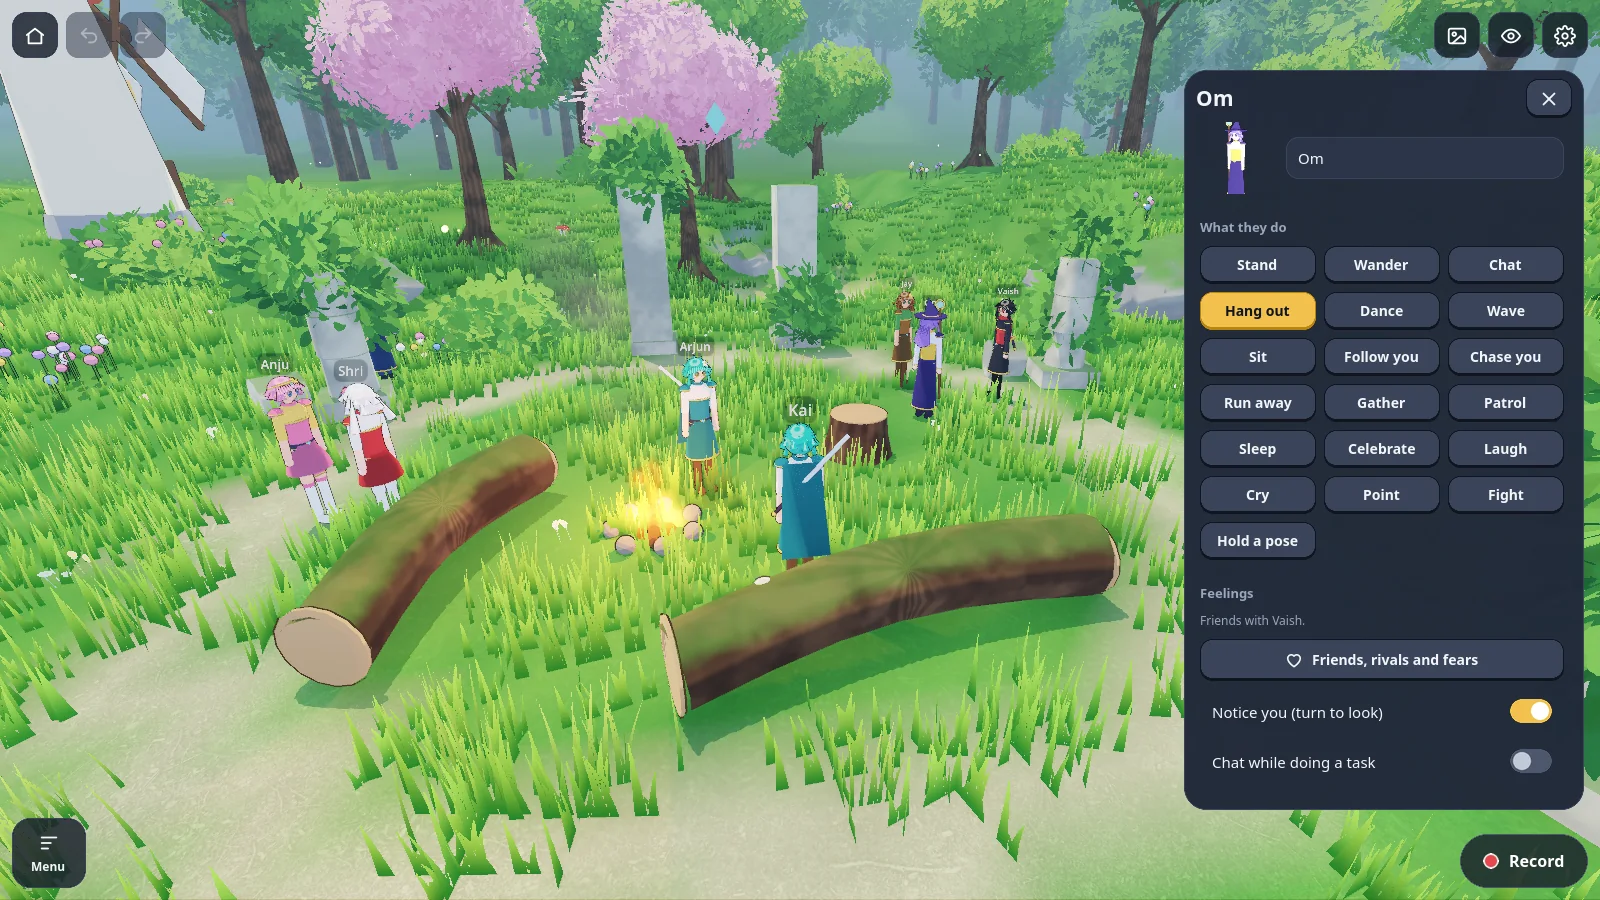 Om
Om
What they do
Stand
Wander
Chat
Hang out
Dance
Wave
Sit
Follow you
Chase you
Run away
Gather
Patrol
Sleep
Celebrate
Laugh
Cry
Point
Fight
Hold a pose
Feelings
Friends with Vaish.
Friends, rivals and fears
Notice you (turn to look)
Chat while doing a task
Jay
Vaish
Arjun
Anju
Shri
Kai
Menu
Record